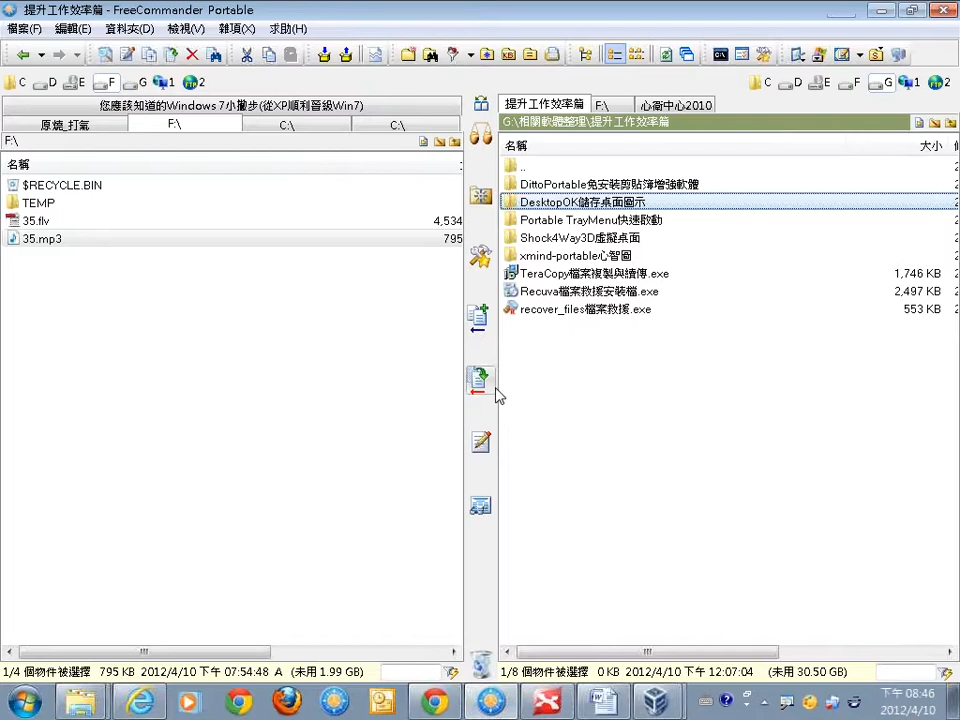 提升工作效率篇 - FreeCommander Portable
檔案(F) 編輯(E) 資料夾(D) 檢視(V) 雜項(X) 求助(H)
C D E F G 1 2
C D E F G 1 2
您應該知道的Windows 7小撇步(從XP順利晉級Win7)
原燒_打氣 F:\ C:\ C:\
F:\
名稱
$RECYCLE.BIN
TEMP
35.flv 4,534
35.mp3 795
提升工作效率篇 F:\ 心衛中心2010
G:\相關軟體整理\提升工作效率篇
名稱 大小
..
DittoPortable免安裝剪貼簿增強軟體
DesktopOK儲存桌面圖示
Portable TrayMenu快速啟動
Shock4Way3D虛擬桌面
xmind-portable心智圖
TeraCopy檔案複製與續傳.exe 1,746 KB
Recuva檔案救援安裝檔.exe 2,497 KB
recover_files檔案救援.exe 553 KB
1/4 個物件被選擇 795 KB 2012/4/10 下午 07:54:48 A (未用 1.99 GB)
1/8 個物件被選擇 0 KB 2012/4/10 下午 12:07:04 (未用 30.50 GB)
下午 08:46
2012/4/10